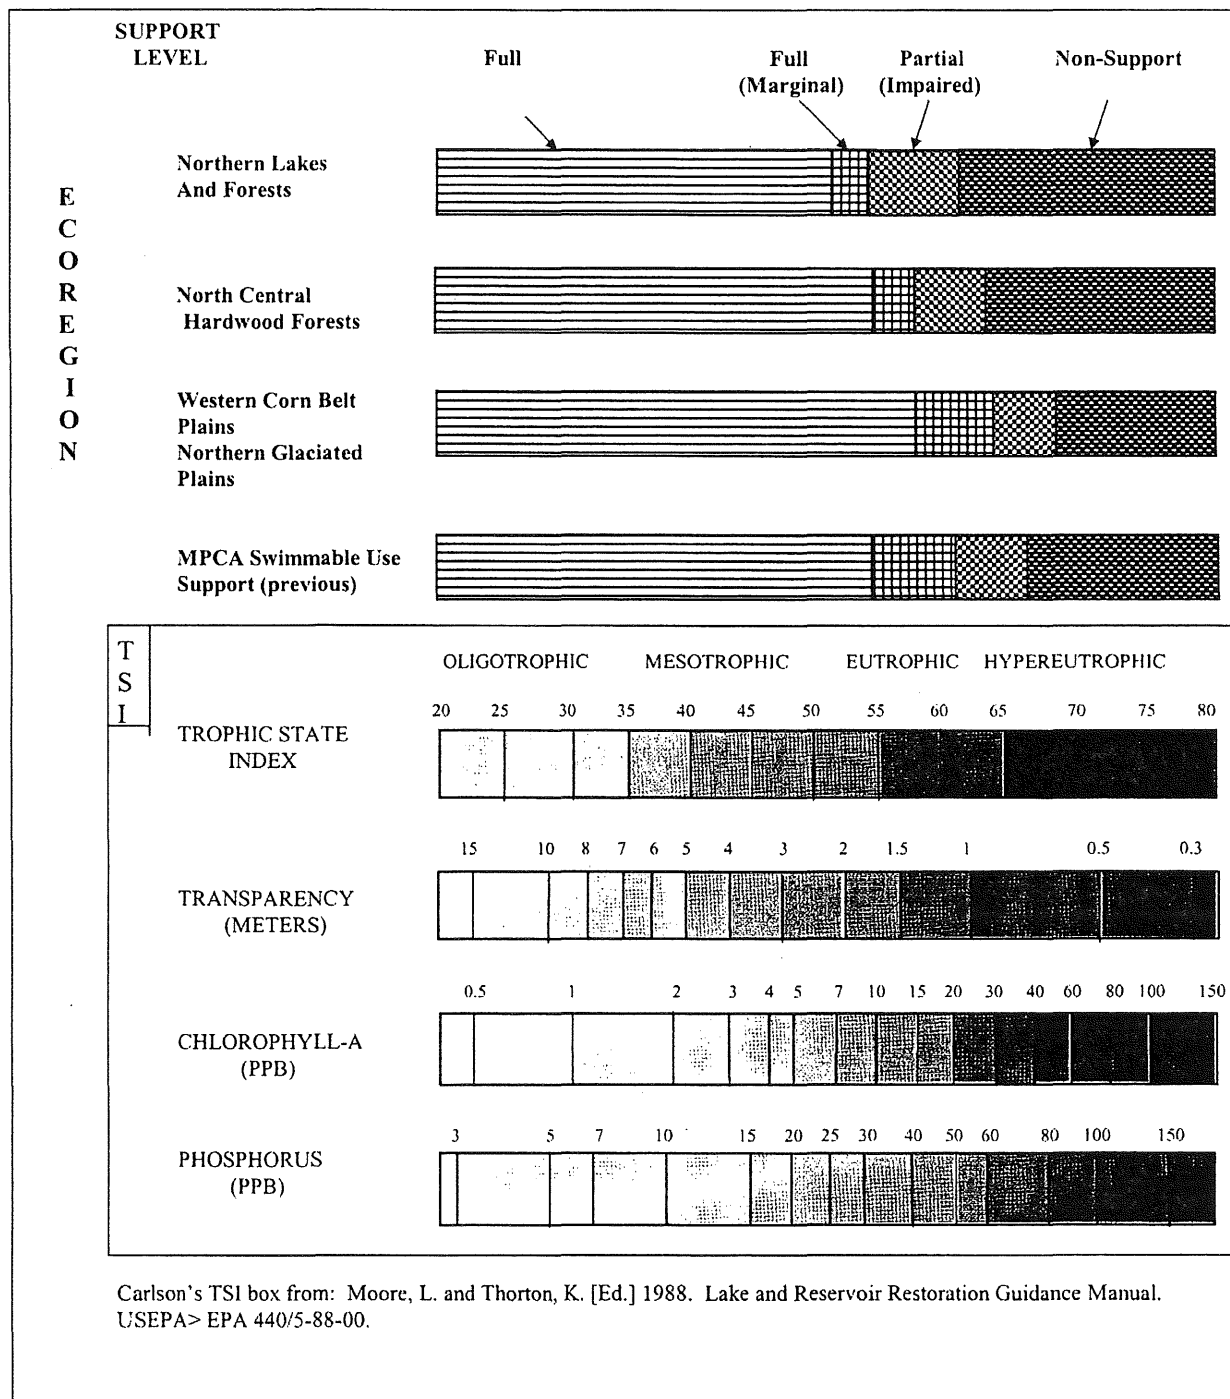 SUPPORT
LEVEL
Full
Full
(Marginal)
Partial
(Impaired)
Non-Support
ECOREGION
Northern Lakes
And Forests
North Central
Hardwood Forests
Western Corn Belt
Plains
Northern Glaciated
Plains
MPCA Swimmable Use
Support (previous)
TSI
OLIGOTROPHIC MESOTROPHIC EUTROPHIC HYPEREUTROPHIC
20 25 30 35 40 45 50 55 60 65 70 75 80
TROPHIC STATE
INDEX
15 10 8 7 6 5 4 3 2 1.5 1 0.5 0.3
TRANSPARENCY
(METERS)
0.5 1 2 3 4 5 7 10 15 20 30 40 60 80 100 150
CHLOROPHYLL-A
(PPB)
3 5 7 10 15 20 25 30 40 50 60 80 100 150
PHOSPHORUS
(PPB)
Carlson's TSI box from: Moore, L. and Thorton, K. [Ed.] 1988. Lake and Reservoir Restoration Guidance Manual.
USEPA> EPA 440/5-88-00.